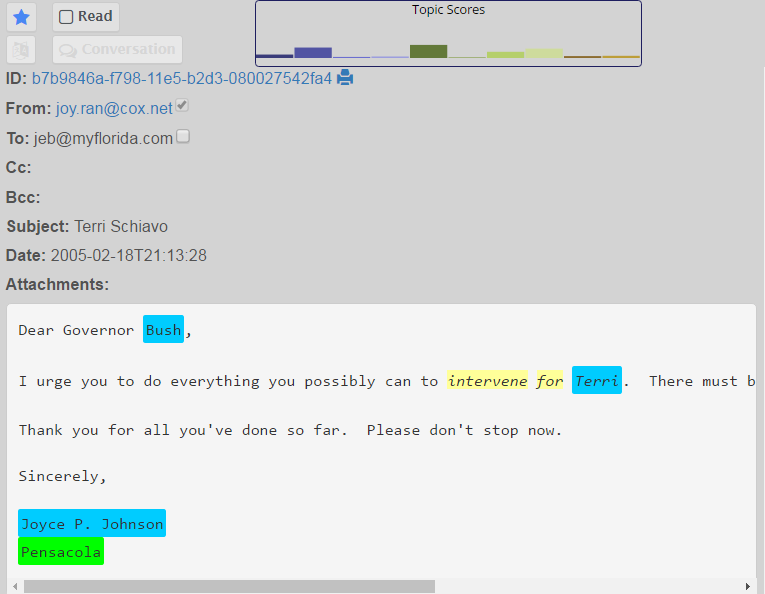 Read
Topic Scores
Conversation
ID: b7b9846a-f798-11e5-b2d3-080027542fa4
From: joy.ran@cox.net
To: jeb@myflorida.com
Cc:
Bcc:
Subject: Terri Schiavo
Date: 2005-02-18T21:13:28
Attachments:
Dear Governor Bush,
I urge you to do everything you possibly can to intervene for Terri.  There must b
Thank you for all you've done so far.  Please don't stop now.
Sincerely,
Joyce P. Johnson
Pensacola